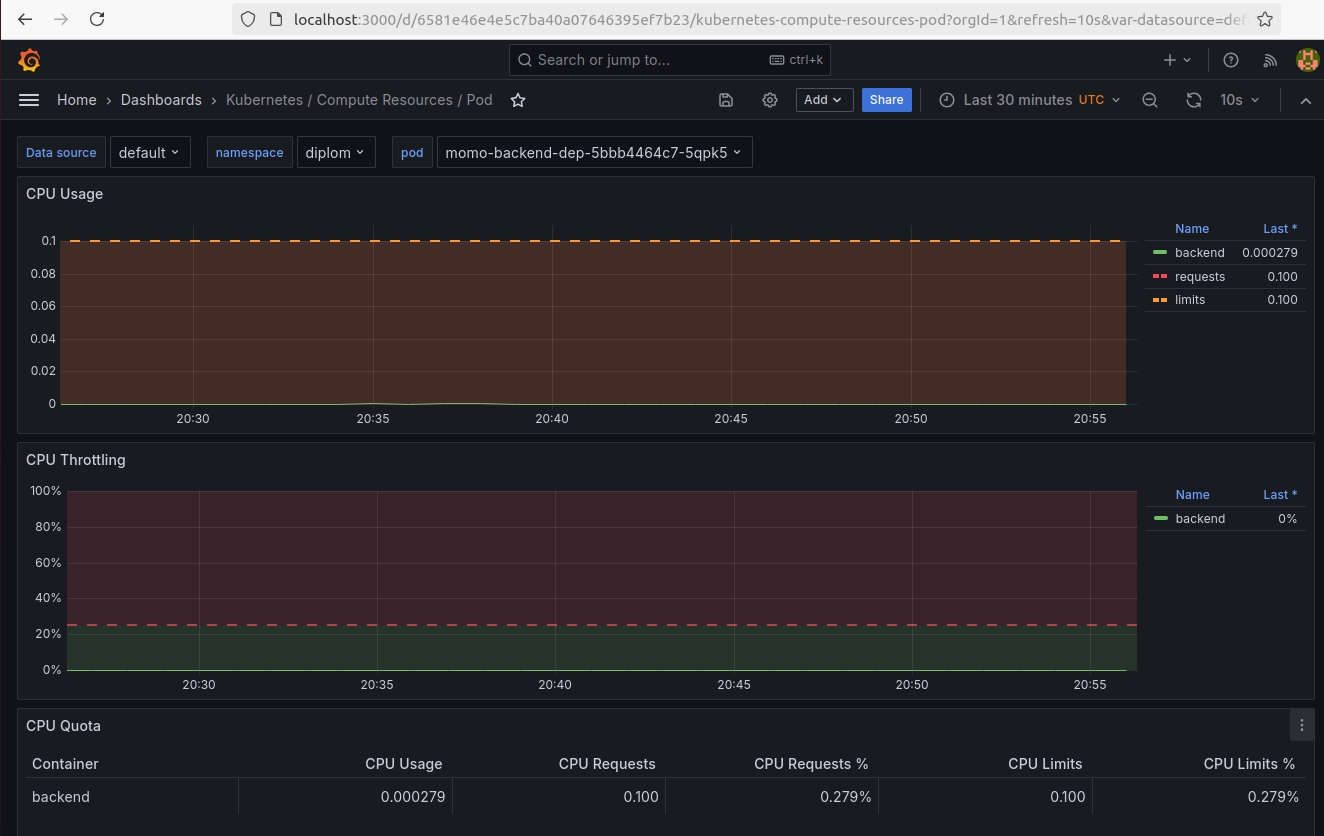 localhost:3000/d/6581e46e4e5c7ba40a07646395ef7b23/kubernetes-compute-resources-pod?orgId=1&refresh=10s&var-datasource=def
Search or jump to... ctrl+k
Home › Dashboards › Kubernetes / Compute Resources / Pod Add Share Last 30 minutes UTC 10s
Data source default namespace diplom pod momo-backend-dep-5bbb4464c7-5qpk5
CPU Usage
Name Last *
backend 0.000279
requests 0.100
limits 0.100
0.1
0.08
0.06
0.04
0.02
0
20:30 20:35 20:40 20:45 20:50 20:55
CPU Throttling
Name Last *
backend 0%
100%
80%
60%
40%
20%
0%
20:30 20:35 20:40 20:45 20:50 20:55
CPU Quota
Container CPU Usage CPU Requests CPU Requests % CPU Limits CPU Limits %
backend 0.000279 0.100 0.279% 0.100 0.279%